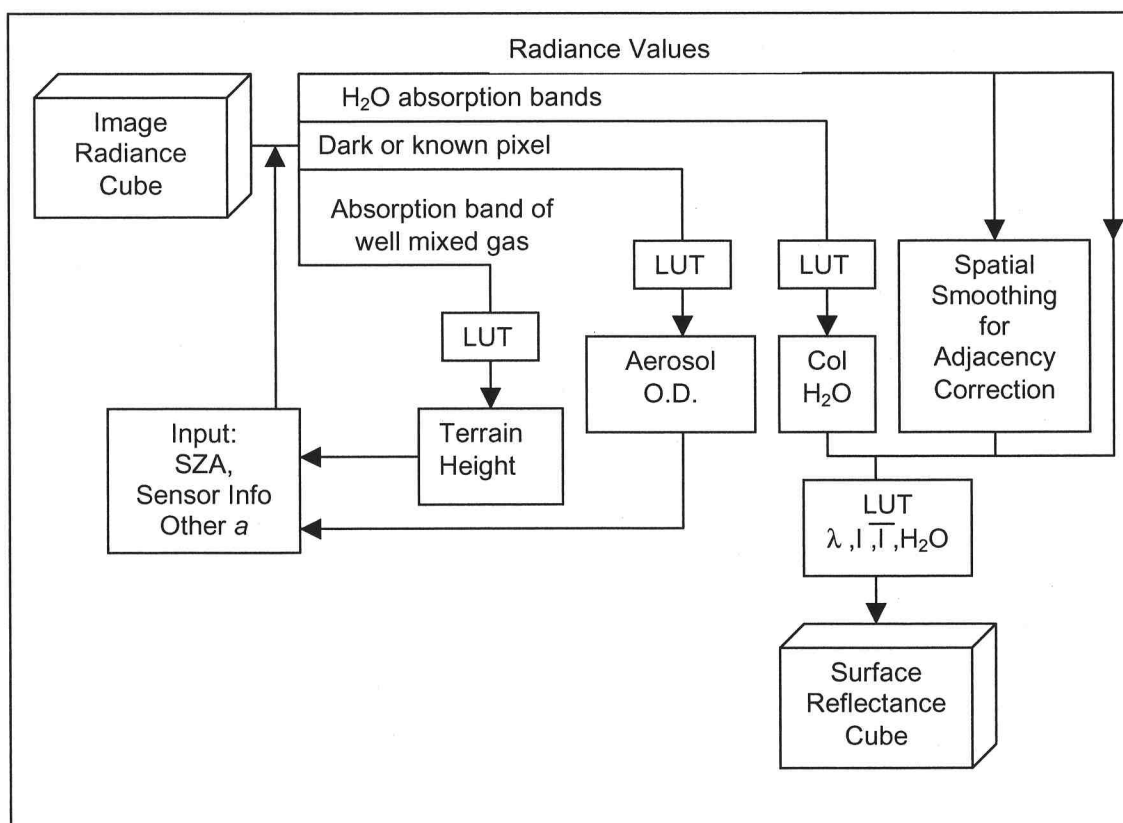 Radiance Values
Image
Radiance
Cube
H₂O absorption bands
Dark or known pixel
Absorption band of
well mixed gas
LUT
LUT
LUT
Spatial
Smoothing
for
Adjacency
Correction
Aerosol
O.D.
Col
H₂O
Input:
SZA,
Sensor Info
Other a
Terrain
Height
LUT
λ ,I ,I̅,H₂O
Surface
Reflectance
Cube